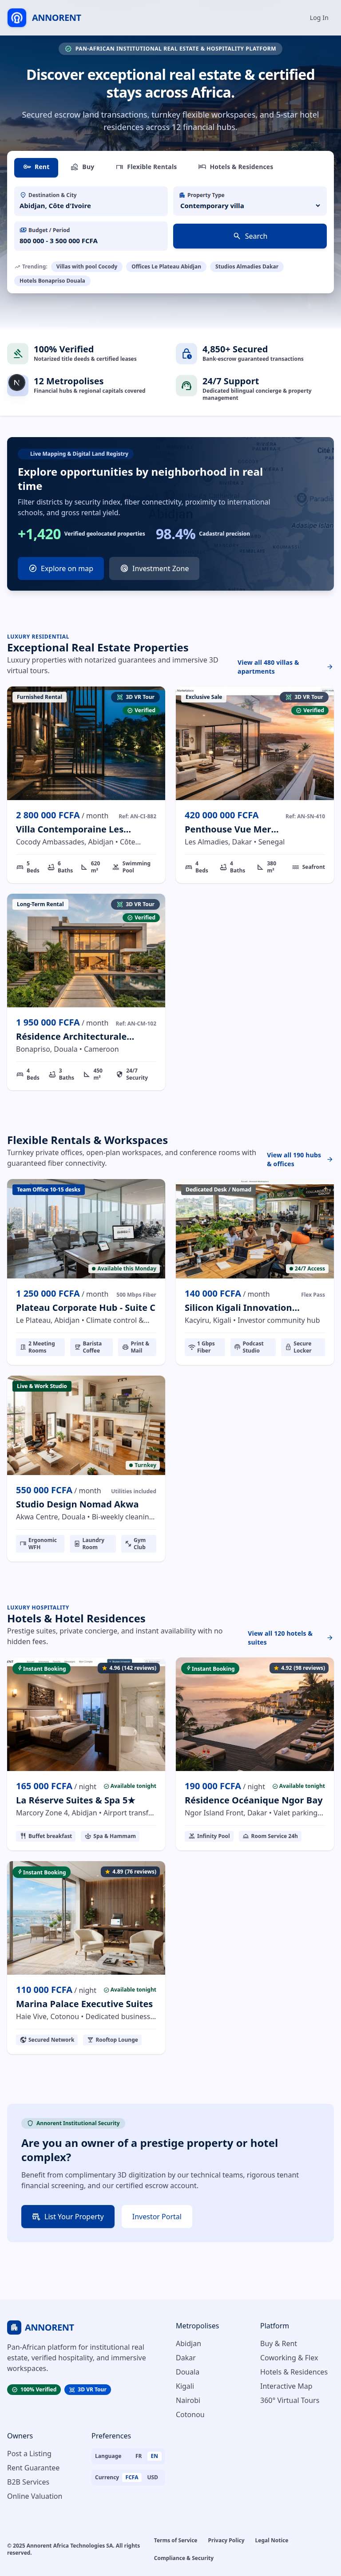 ANNORENT
Log In
PAN-AFRICAN INSTITUTIONAL REAL ESTATE & HOSPITALITY PLATFORM
Discover exceptional real estate & certified
stays across Africa.
Secured escrow land transactions, turnkey flexible workspaces, and 5-star hotel
residences across 12 financial hubs.
Rent
Buy
Flexible Rentals
Hotels & Residences
Destination & City
Abidjan, Côte d'Ivoire
Property Type
Contemporary villa
Budget / Period
800 000 - 3 500 000 FCFA
Search
Trending:
Villas with pool Cocody
Offices Le Plateau Abidjan
Studios Almadies Dakar
Hotels Bonapriso Douala
100% Verified
Notarized title deeds & certified leases
4,850+ Secured
Bank-escrow guaranteed transactions
N
12 Metropolises
Financial hubs & regional capitals covered
24/7 Support
Dedicated bilingual concierge & property
management
Live Mapping & Digital Land Registry
Explore opportunities by neighborhood in real
time
Filter districts by security index, fiber connectivity, proximity to international
schools, and gross rental yield.
+1,420 Verified geolocated properties
98.4% Cadastral precision
Explore on map
Investment Zone
LUXURY RESIDENTIAL
Exceptional Real Estate Properties
Luxury properties with notarized guarantees and immersive 3D
virtual tours.
View all 480 villas &
apartments
Furnished Rental
3D VR Tour
Verified
2 800 000 FCFA / month
Ref: AN-CI-882
Villa Contemporaine Les...
Cocody Ambassades, Abidjan • Côte...
5
Beds
6
Baths
620
m²
Swimming
Pool
Exclusive Sale
3D VR Tour
Verified
420 000 000 FCFA
Ref: AN-SN-410
Penthouse Vue Mer...
Les Almadies, Dakar • Senegal
4
Beds
4
Baths
380
m²
Seafront
Long-Term Rental
3D VR Tour
Verified
1 950 000 FCFA / month
Ref: AN-CM-102
Résidence Architecturale...
Bonapriso, Douala • Cameroon
4
Beds
3
Baths
450
m²
24/7
Security
Flexible Rentals & Workspaces
Turnkey private offices, open-plan workspaces, and conference rooms with
guaranteed fiber connectivity.
View all 190 hubs
& offices
Team Office 10-15 desks
Available this Monday
1 250 000 FCFA / month
500 Mbps Fiber
Plateau Corporate Hub - Suite C
Le Plateau, Abidjan • Climate control &...
2 Meeting
Rooms
Barista
Coffee
Print &
Mail
Dedicated Desk / Nomad
24/7 Access
140 000 FCFA / month
Flex Pass
Silicon Kigali Innovation...
Kacyiru, Kigali • Investor community hub
1 Gbps
Fiber
Podcast
Studio
Secure
Locker
Live & Work Studio
Turnkey
550 000 FCFA / month
Utilities included
Studio Design Nomad Akwa
Akwa Centre, Douala • Bi-weekly cleanin...
Ergonomic
WFH
Laundry
Room
Gym
Club
LUXURY HOSPITALITY
Hotels & Hotel Residences
Prestige suites, private concierge, and instant availability with no
hidden fees.
View all 120 hotels &
suites
Instant Booking
4.96 (142 reviews)
165 000 FCFA / night
Available tonight
La Réserve Suites & Spa 5★
Marcory Zone 4, Abidjan • Airport transf...
Buffet breakfast
Spa & Hammam
Instant Booking
4.92 (98 reviews)
190 000 FCFA / night
Available tonight
Résidence Océanique Ngor Bay
Ngor Island Front, Dakar • Valet parking...
Infinity Pool
Room Service 24h
Instant Booking
4.89 (76 reviews)
110 000 FCFA / night
Available tonight
Marina Palace Executive Suites
Haie Vive, Cotonou • Dedicated business...
Secured Network
Rooftop Lounge
Annorent Institutional Security
Are you an owner of a prestige property or hotel
complex?
Benefit from complimentary 3D digitization by our technical teams, rigorous tenant
financial screening, and our certified escrow account.
List Your Property
Investor Portal
ANNORENT
Pan-African platform for institutional real
estate, verified hospitality, and immersive
workspaces.
100% Verified
3D VR Tour
Metropolises
Abidjan
Dakar
Douala
Kigali
Nairobi
Cotonou
Platform
Buy & Rent
Coworking & Flex
Hotels & Residences
Interactive Map
360° Virtual Tours
Owners
Post a Listing
Rent Guarantee
B2B Services
Online Valuation
Preferences
Language FR EN
Currency FCFA USD
© 2025 Annorent Africa Technologies SA. All rights
reserved.
Terms of Service
Privacy Policy
Legal Notice
Compliance & Security